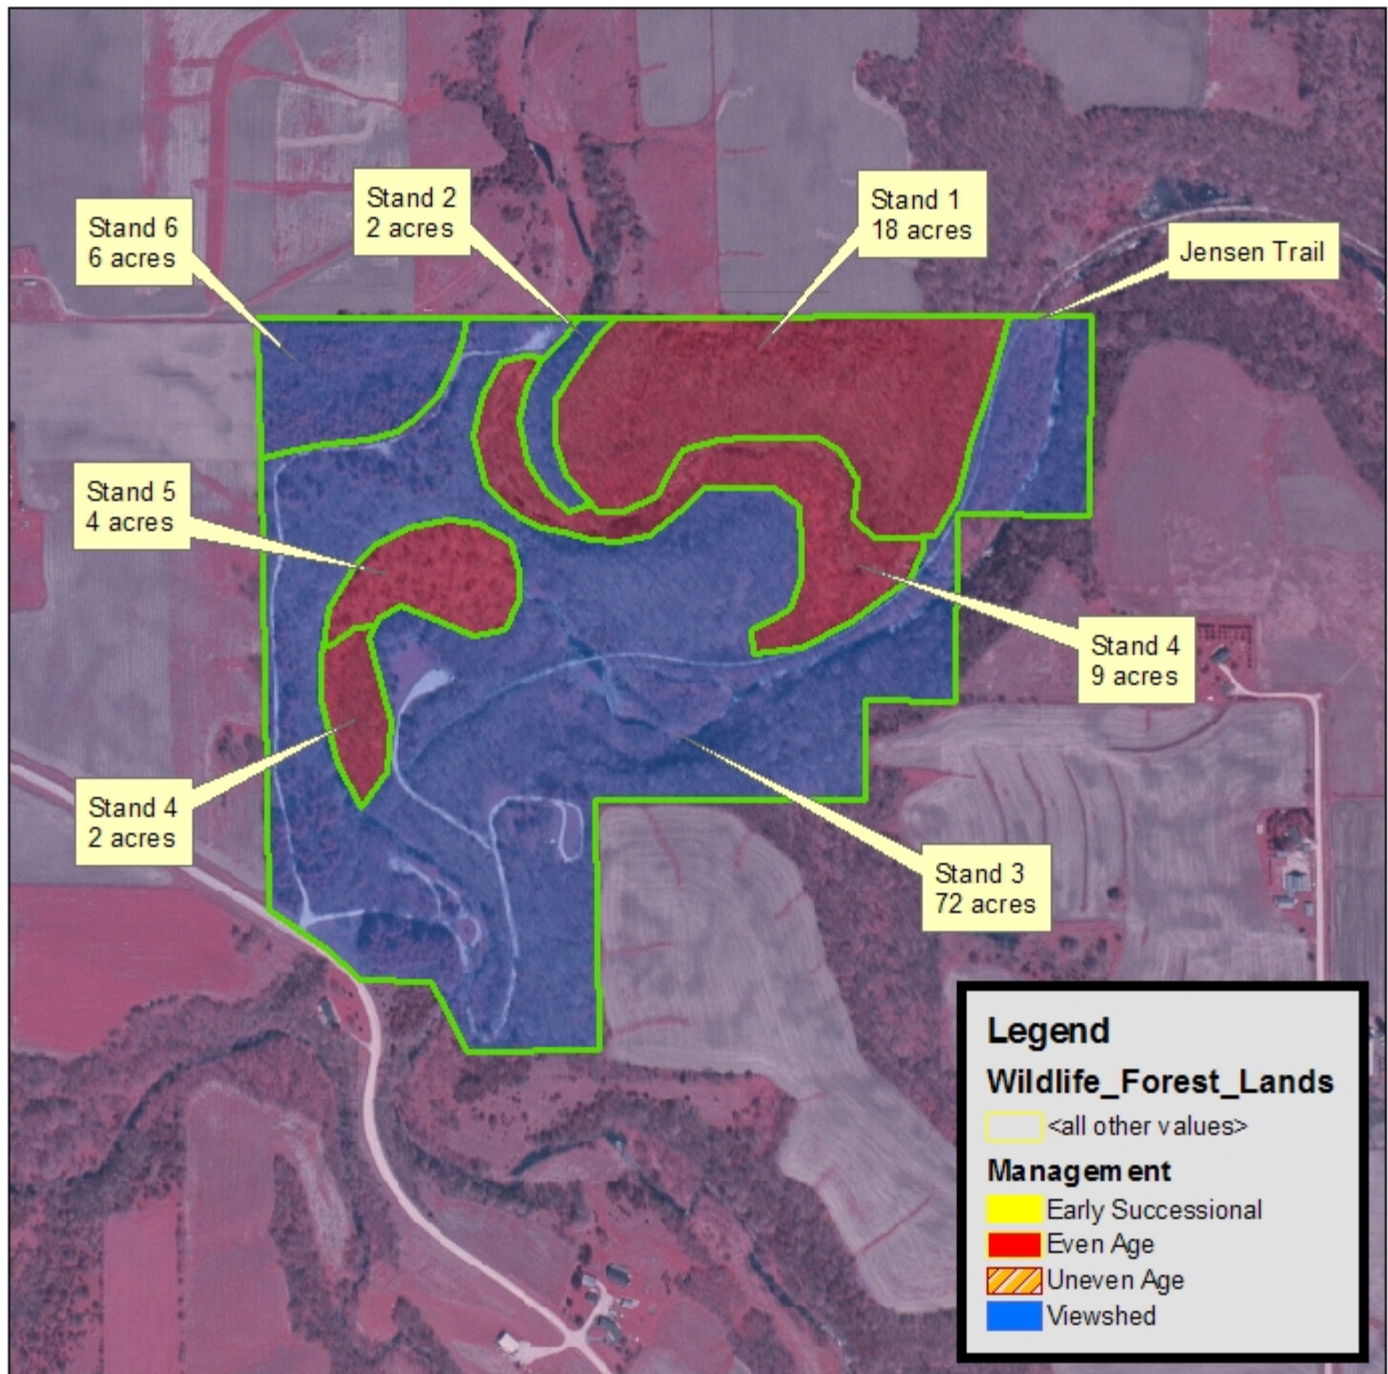 Stand 2
2 acres
Stand 1
18 acres
Stand 6
6 acres
Jensen Trail
Stand 5
4 acres
Stand 4
9 acres
Stand 4
2 acres
Stand 3
72 acres
Legend
Wildlife_Forest_Lands
<all other values>
Management
Early Successional
Even Age
Uneven Age
Viewshed